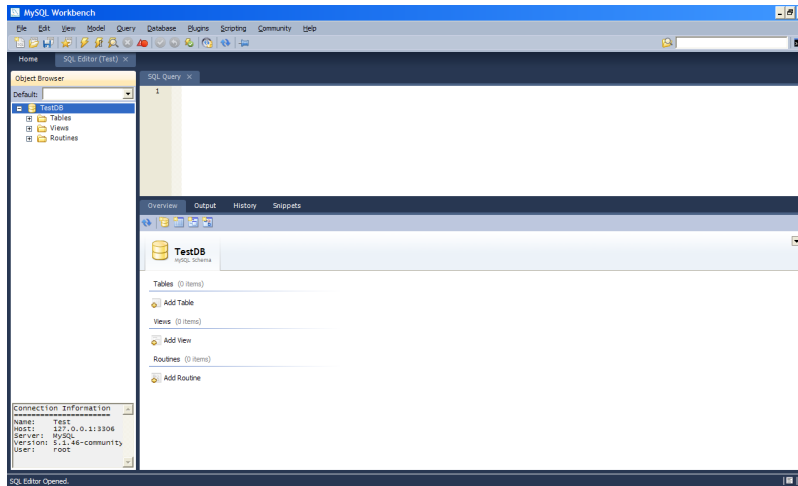 MySQL Workbench
File Edit View Model Query Database Plugins Scripting Community Help
Home SQL Editor (Test) ×
Object Browser
Default:
TestDB
Tables
Views
Routines
SQL Query ×
1
Overview Output History Snippets
TestDB
MySQL Schema
Tables (0 items)
Add Table
Views (0 items)
Add View
Routines (0 items)
Add Routine
Connection Information
======================
Name: Test
Host: 127.0.0.1:3306
Server: MySQL
Version: 5.1.46-community
User: root
SQL Editor Opened.